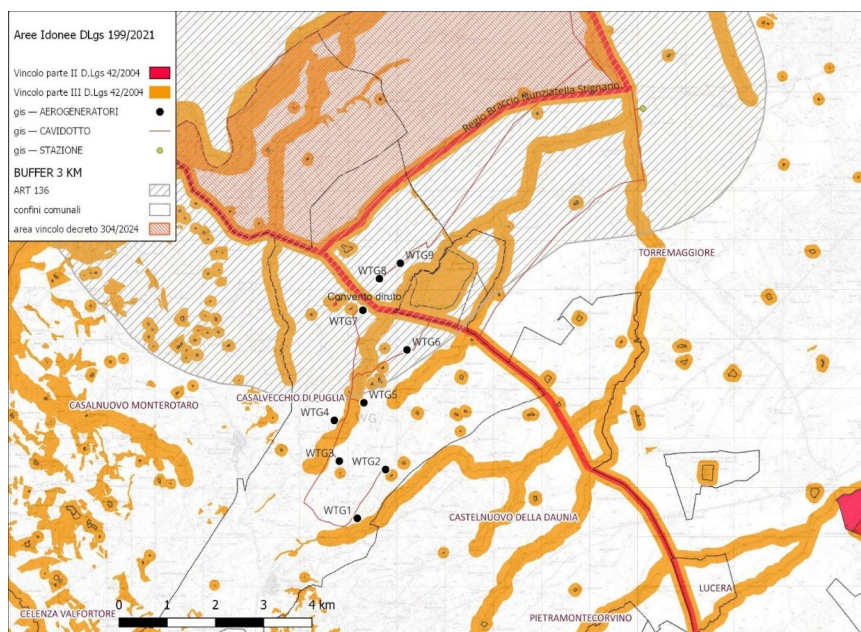 Aree Idonee DLgs 199/2021
Vincolo parte II D.Lgs 42/2004
Vincolo parte III D.Lgs 42/2004
gis — AEROGENERATORI
gis — CAVIDOTTO
gis — STAZIONE
BUFFER 3 KM
ART 136
confini comunali
area vincolo decreto 304/2024
Regio Braccio Nunziatella Stignano
TORREMAGGIORE
WTG9
WTG8
Convento diruto
WTG7
WTG6
CASALNUOVO MONTEROTARO
CASALVECCHIO DI PUGLIA
WTG5
WTG4
WG
WTG3
WTG2
WTG1
CASTELNUOVO DELLA DAUNIA
LUCERA
CELENZA VALFORTORE
PIETRAMONTECORVINO
0 1 2 3 4 km